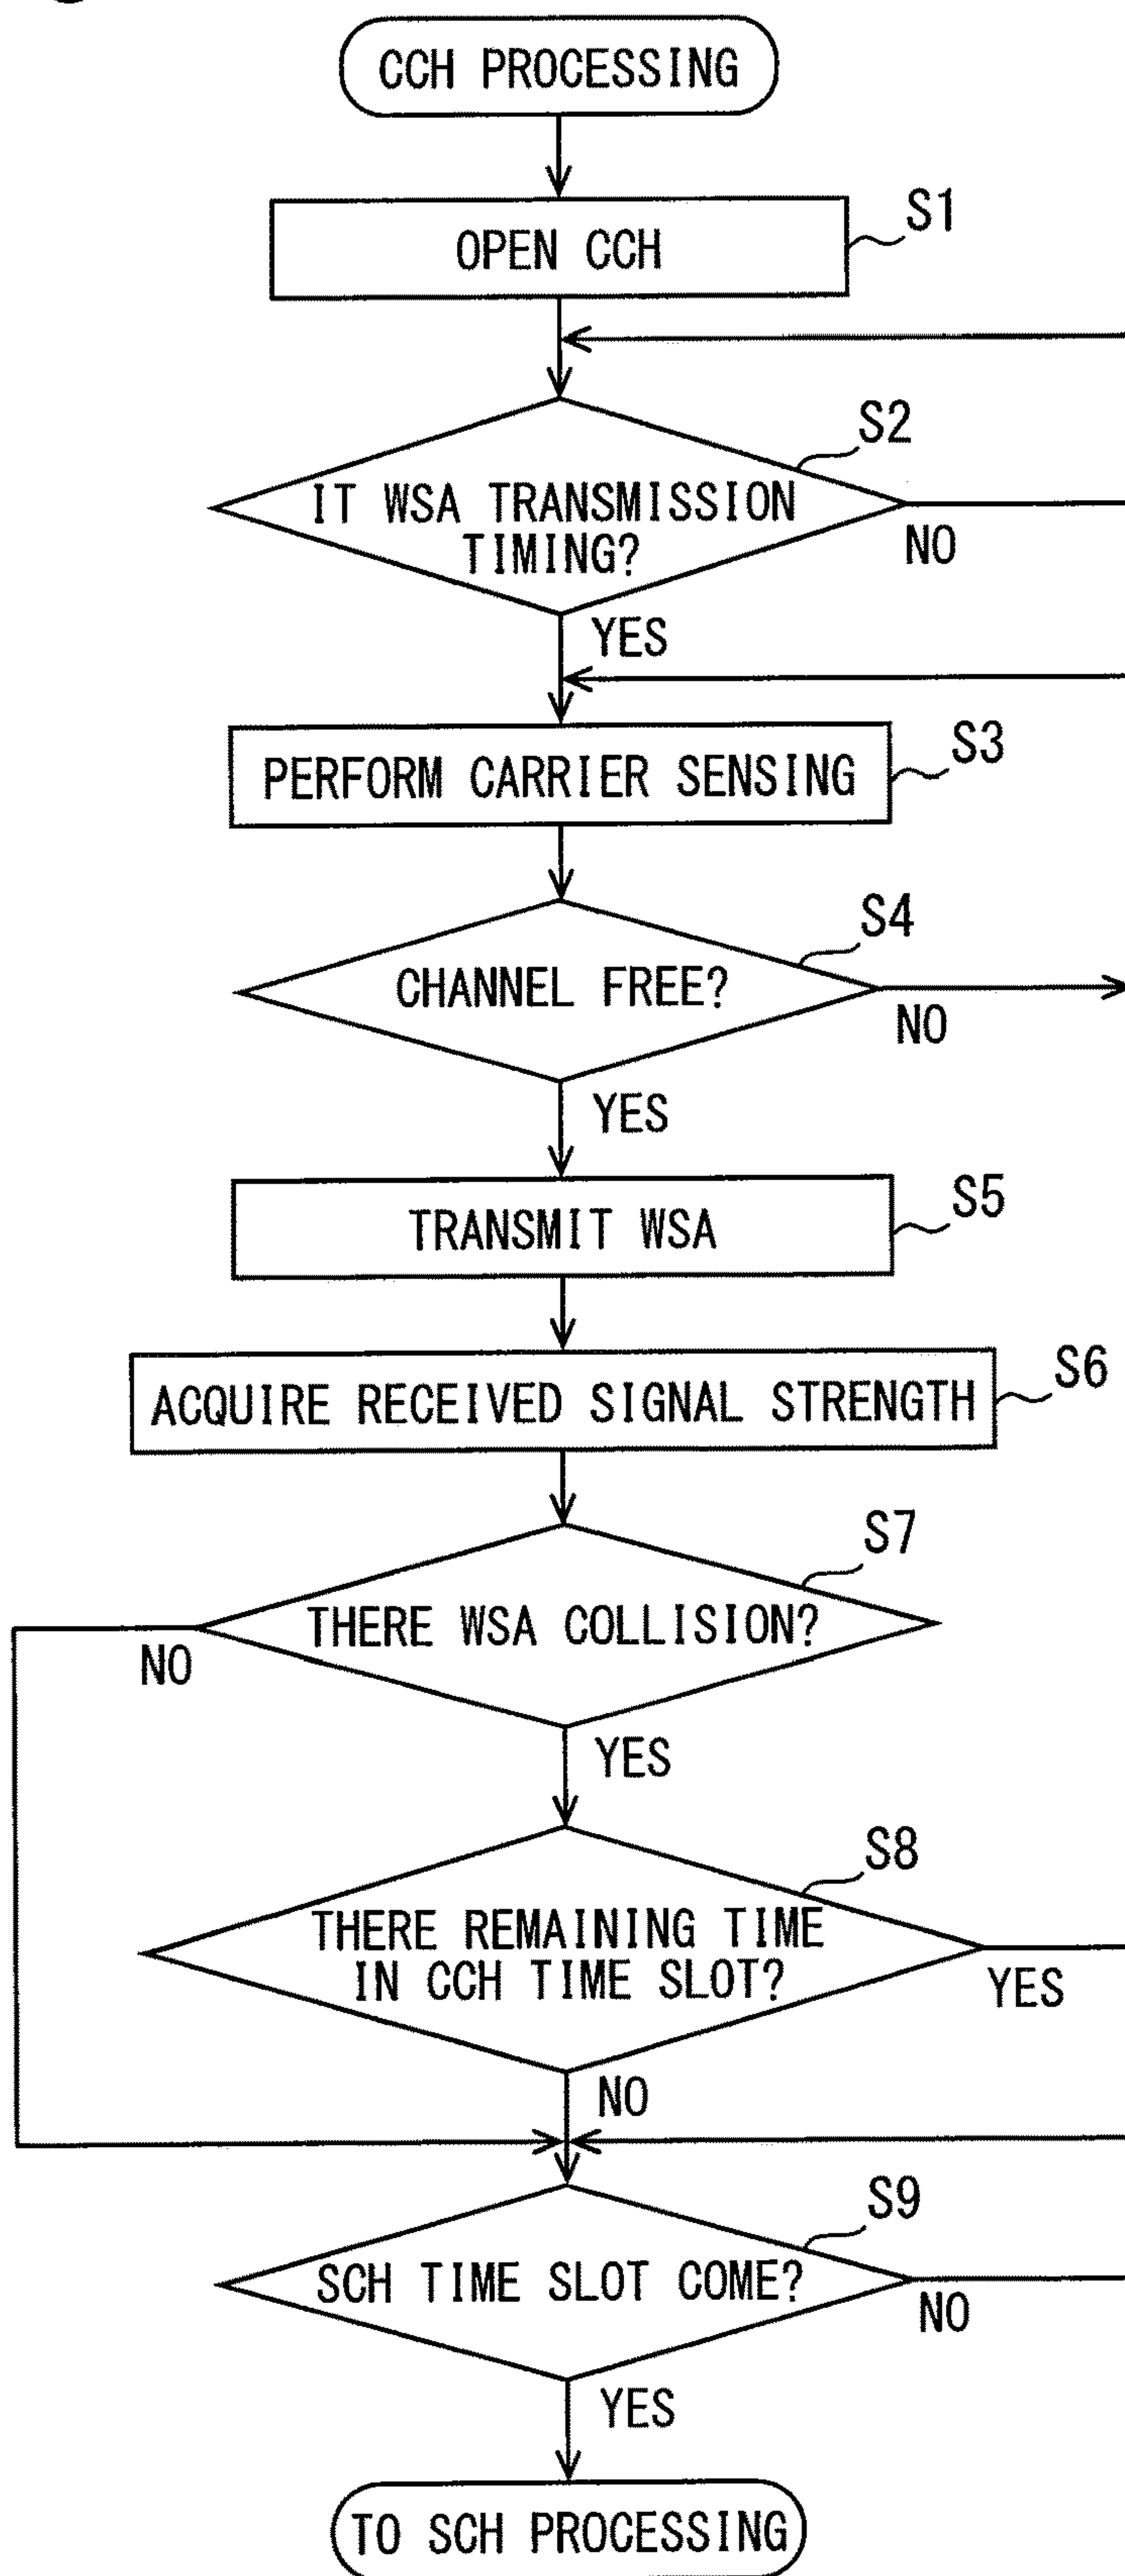 CCH PROCESSING
S1
OPEN CCH
S2
IT WSA TRANSMISSION
TIMING?
NO
YES
S3
PERFORM CARRIER SENSING
S4
CHANNEL FREE?
NO
YES
S5
TRANSMIT WSA
S6
ACQUIRE RECEIVED SIGNAL STRENGTH
S7
THERE WSA COLLISION?
NO
YES
S8
THERE REMAINING TIME
IN CCH TIME SLOT?
YES
NO
S9
SCH TIME SLOT COME?
NO
YES
TO SCH PROCESSING